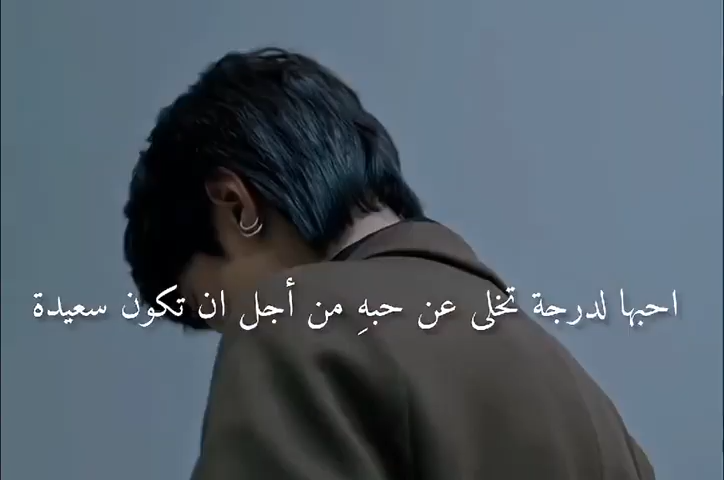 احبها لدرجة تخلى عن حبهِ من أجل ان تكون سعيدة